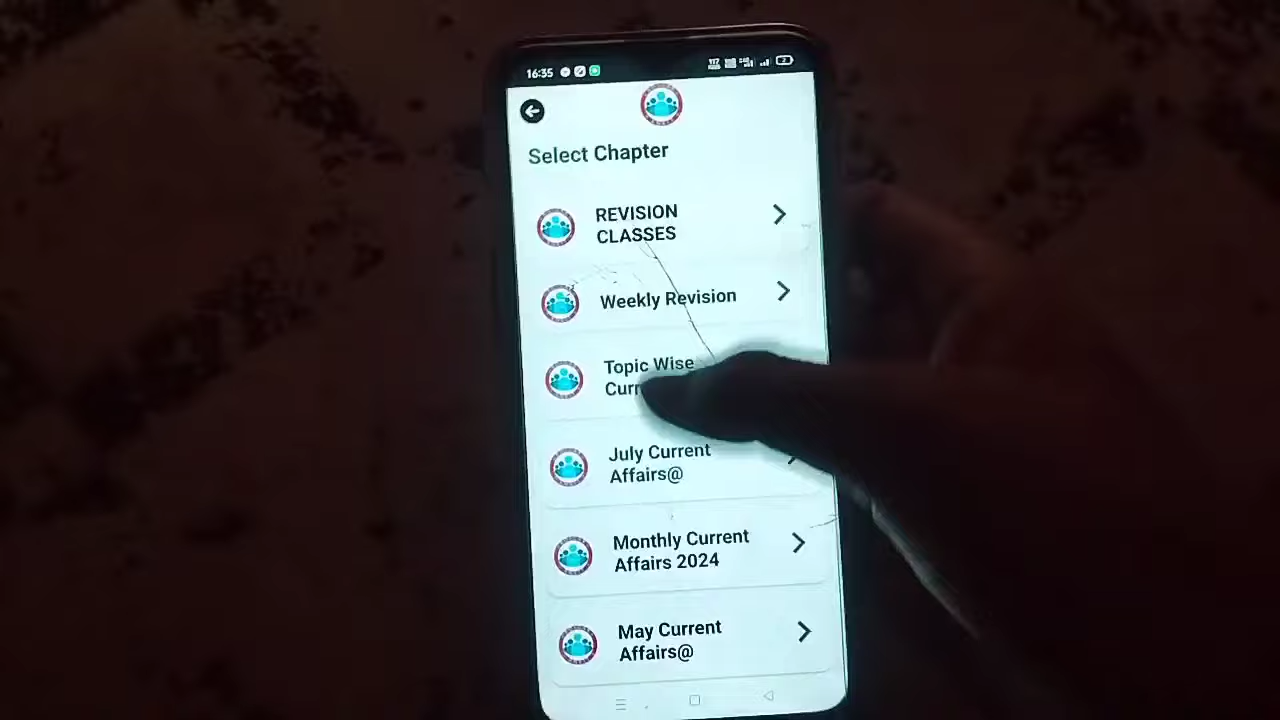 16:35
Select Chapter
REVISION
CLASSES
Weekly Revision
Topic Wise
July Current
Affairs@
Monthly Current
Affairs 2024
May Current
Affairs@